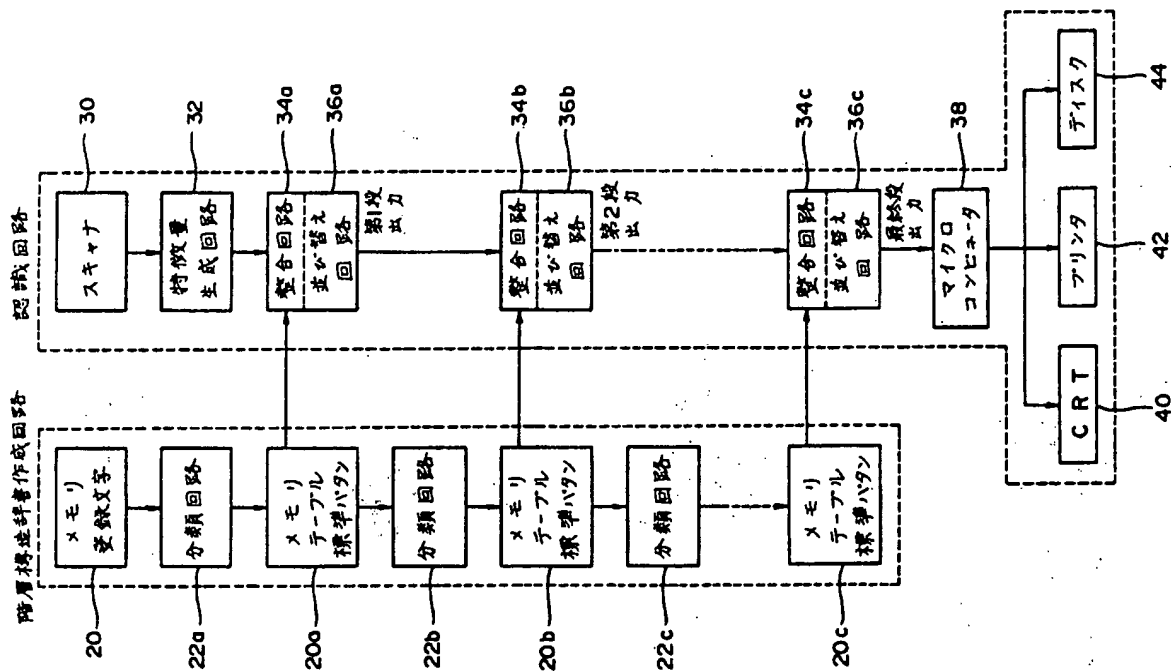 階層構造辞書作成回路
20
メモリ
登録文字
22a
分類回路
20a
メモリ
テーブル
標準パタン
22b
分類回路
20b
メモリ
テーブル
標準パタン
22c
分類回路
20c
メモリ
テーブル
標準パタン
認識回路
スキャナ
30
特徴量
生成回路
32
整合回路
34a
並び替え
回路
36a
第1段
出力
整合回路
34b
並び替え
回路
36b
第2段
出力
整合回路
34c
並び替え
回路
36c
最終段
出力
マイクロ
コンピュータ
38
CRT
40
プリンタ
42
ディスク
44